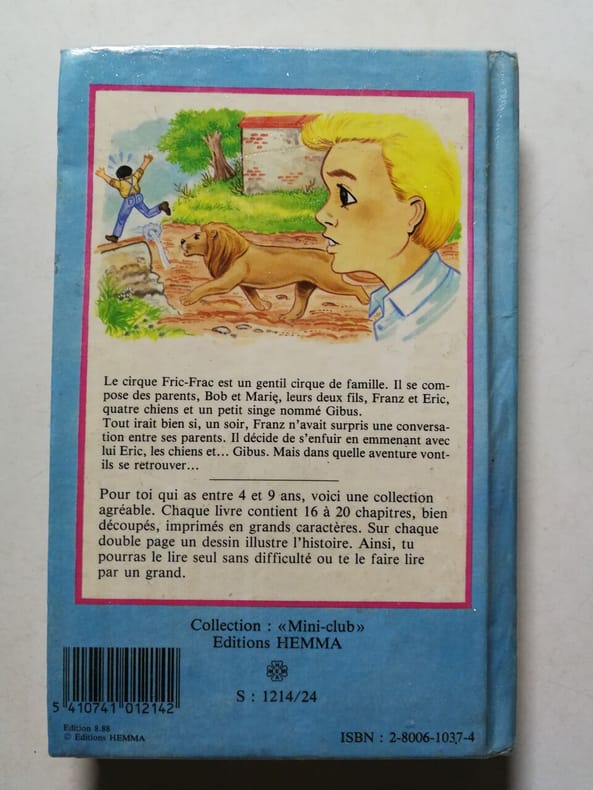 Le cirque Fric-Frac est un gentil cirque de famille. Il se com-
pose des parents, Bob et Marie, leurs deux fils, Franz et Eric,
quatre chiens et un petit singe nommé Gibus.
Tout irait bien si, un soir, Franz n'avait surpris une conversa-
tion entre ses parents. Il décide de s'enfuir en emmenant avec
lui Eric, les chiens et... Gibus. Mais dans quelle aventure vont-
ils se retrouver...
Pour toi qui as entre 4 et 9 ans, voici une collection
agréable. Chaque livre contient 16 à 20 chapitres, bien
découpés, imprimés en grands caractères. Sur chaque
double page un dessin illustre l'histoire. Ainsi, tu
pourras le lire seul sans difficulté ou te le faire lire
par un grand.
Collection : «Mini-club»
Editions HEMMA
S : 1214/24
5 410741 012142
Edition 8.88
© Editions HEMMA
ISBN : 2-8006-1037-4